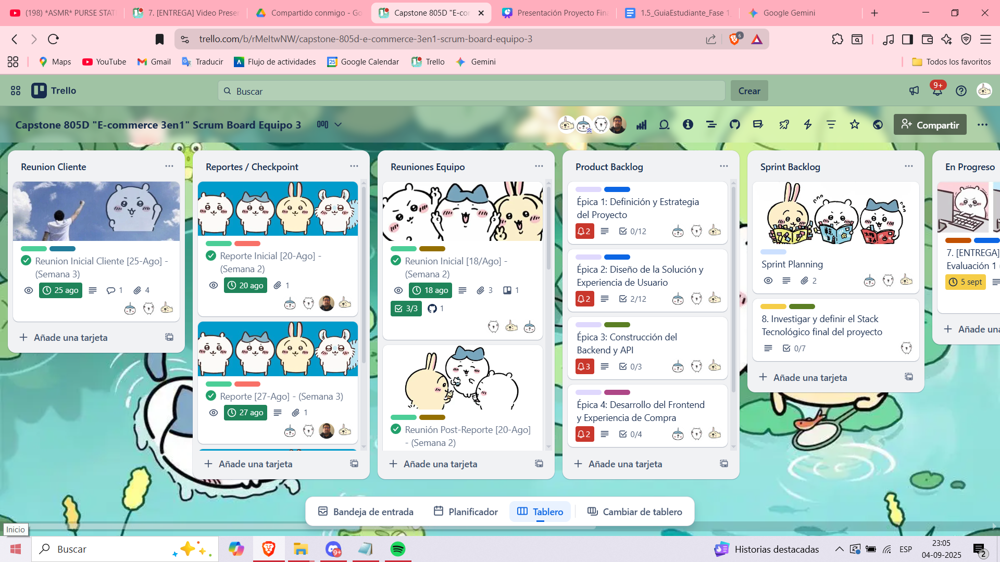 (198) *ASMR* PURSE STAT
7. [ENTREGA] Video Presen
Compartido conmigo - Go
Capstone 805D "E-co
Presentación Proyecto Fina
1.5_GuiaEstudiante_Fase 1
Google Gemini
trello.com/b/rMeItwNW/capstone-805d-e-commerce-3en1-scrum-board-equipo-3
6
Maps
YouTube
Gmail
Traducir
Flujo de actividades
25
Google Calendar
Trello
Gemini
Todos los favoritos
Trello
Buscar
Crear
9+
Capstone 805D "E-commerce 3en1" Scrum Board Equipo 3
Compartir
Reunion Cliente
Reunion Inicial Cliente [25-Ago] -
(Semana 3)
25 ago
1
4
Añade una tarjeta
Reportes / Checkpoint
Reporte Inicial [20-Ago] -
(Semana 2)
20 ago
1
Reporte [27-Ago] - (Semana 3)
27 ago
1
Añade una tarjeta
Reuniones Equipo
Reunion Inicial [18/Ago] -
(Semana 2)
18 ago
3
1
3/3
1
Reunión Post-Reporte [20-Ago]
- (Semana 2)
Añade una tarjeta
Product Backlog
Épica 1: Definición y Estrategia
del Proyecto
2
0/12
Épica 2: Diseño de la Solución y
Experiencia de Usuario
2
2/12
Épica 3: Construcción del
Backend y API
3
0/3
Épica 4: Desarrollo del Frontend
y Experiencia de Compra
2
0/4
Añade una tarjeta
Sprint Backlog
Sprint Planning
2
8. Investigar y definir el Stack
Tecnológico final del proyecto
0/7
Añade una tarjeta
En Progreso
7. [ENTREGA]
Evaluación 1
5 sept
Añade una
Bandeja de entrada
Planificador
Tablero
Cambiar de tablero
Inicio
Buscar
9+
Historias destacadas
ESP
23:05
04-09-2025
2